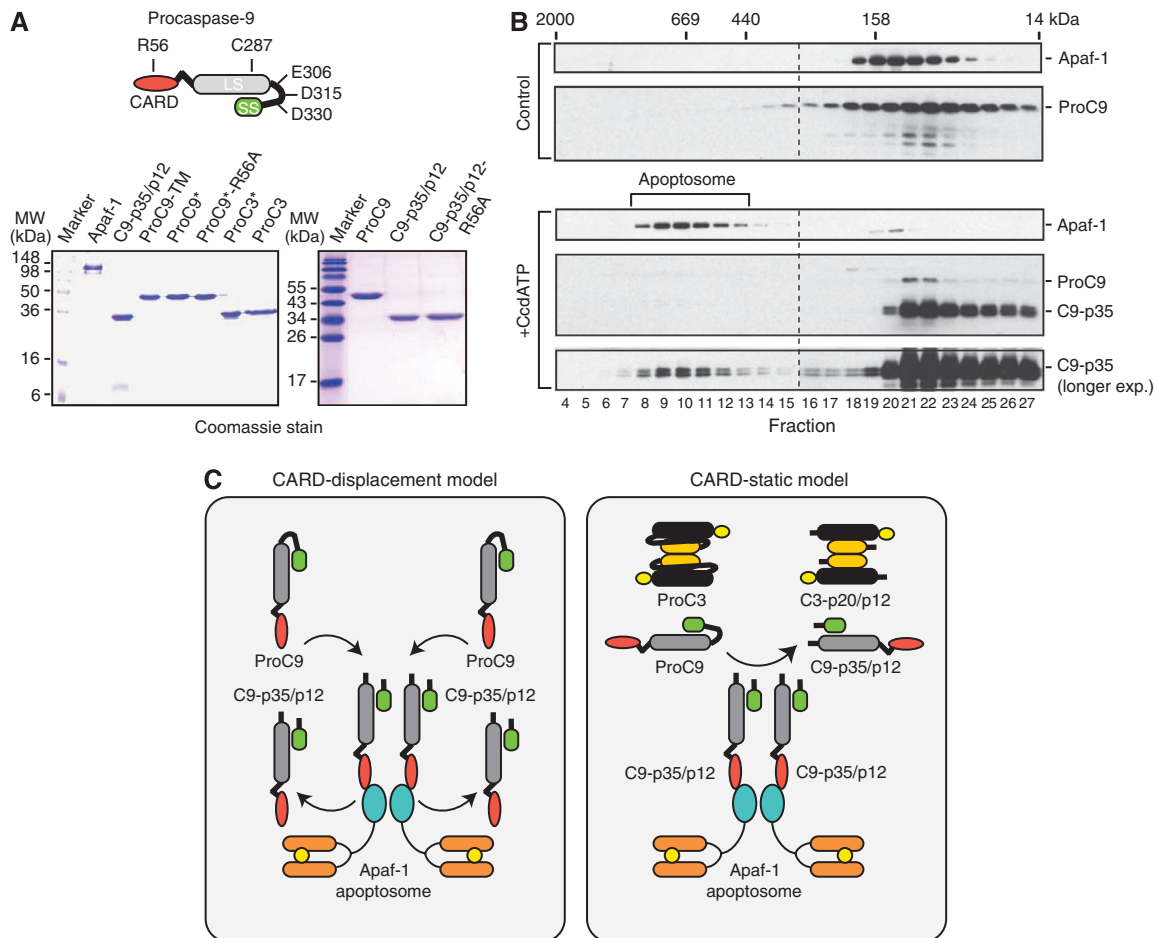 A
Procaspase-9
R56
C287
LS
E306
D315
D330
CARD
SS
MW
(kDa)
Marker
Apaf-1
C9-p35/p12
ProC9-TM
ProC9*
ProC9*-R56A
ProC3*
ProC3
148
98
50
36
16
6
MW
(kDa)
Marker
ProC9
C9-p35/p12
C9-p35/p12-
R56A
55
43
34
26
17
Coomassie stain
B
2000
669
440
158
14 kDa
Control
Apaf-1
ProC9
Apoptosome
+CcdATP
Apaf-1
ProC9
C9-p35
C9-p35
(longer exp.)
4 5 6 7 8 9 10 11 12 13 14 15 16 17 18 19 20 21 22 23 24 25 26 27
Fraction
C
CARD-displacement model
ProC9
ProC9
C9-p35/p12
C9-p35/p12
Apaf-1
apoptosome
CARD-static model
ProC3
C3-p20/p12
ProC9
C9-p35/p12
C9-p35/p12
C9-p35/p12
Apaf-1
apoptosome